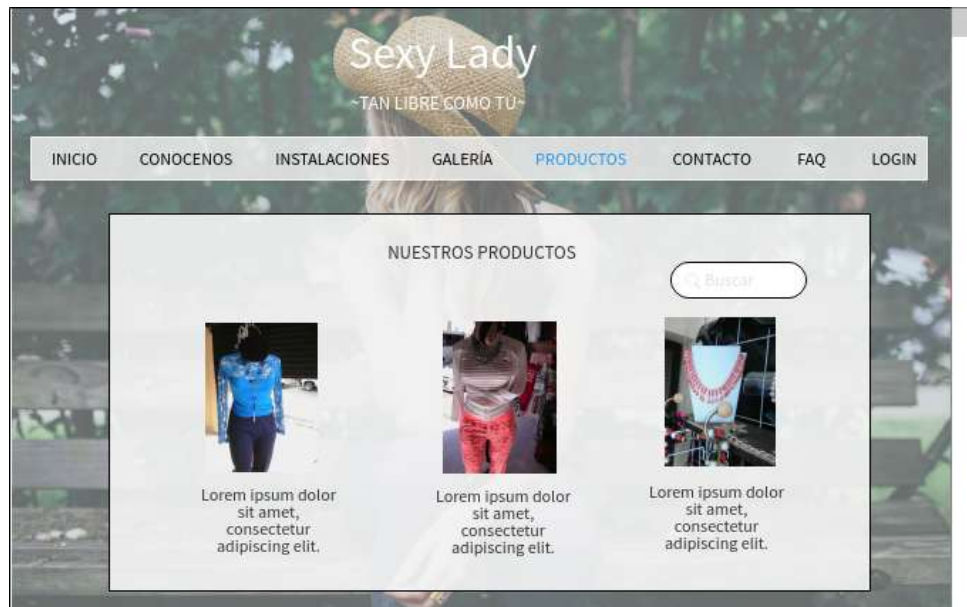 Sexy Lady
~TAN LIBRE COMO TU~
INICIO CONOCENOS INSTALACIONES GALERÍA PRODUCTOS CONTACTO FAQ LOGIN
NUESTROS PRODUCTOS
Buscar
Lorem ipsum dolor
sit amet,
consectetur
adipiscing elit.
Lorem ipsum dolor
sit amet,
consectetur
adipiscing elit.
Lorem ipsum dolor
sit amet,
consectetur
adipiscing elit.